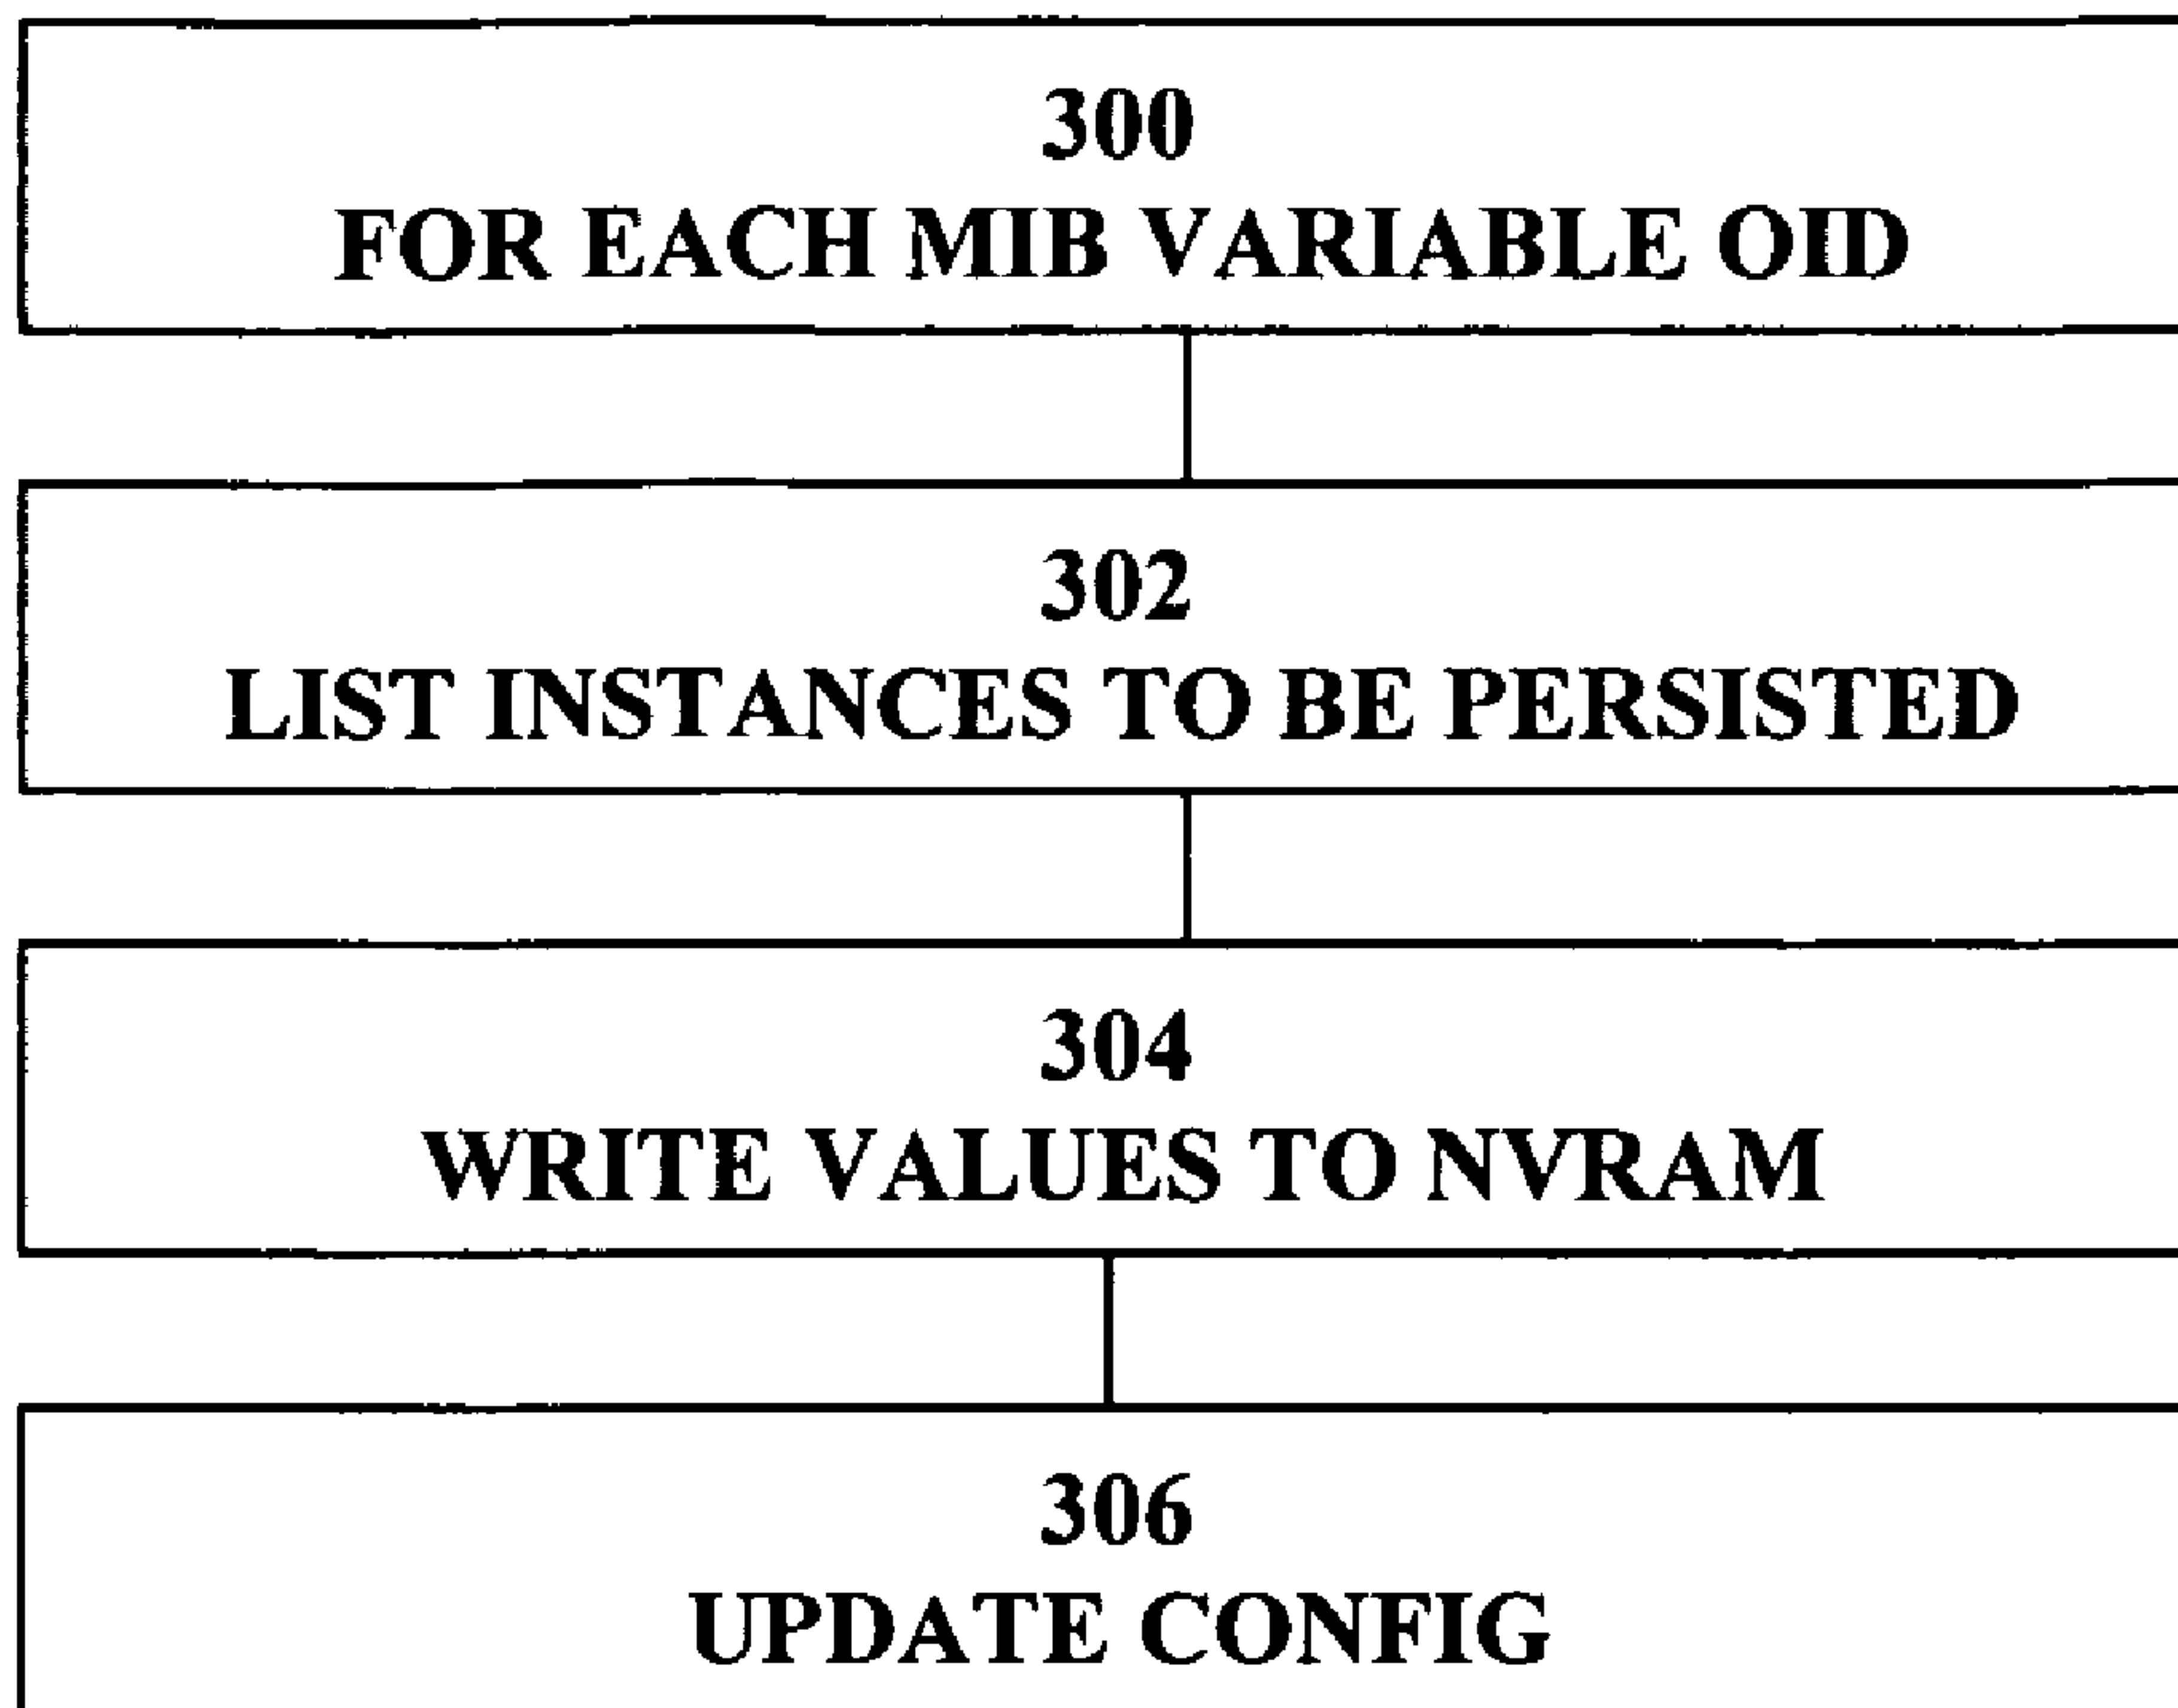 300
FOR EACH MIB VARIABLE OID
302
LIST INSTANCES TO BE PERSISTED
304
WRITE VALUES TO NVRAM
306
UPDATE CONFIG